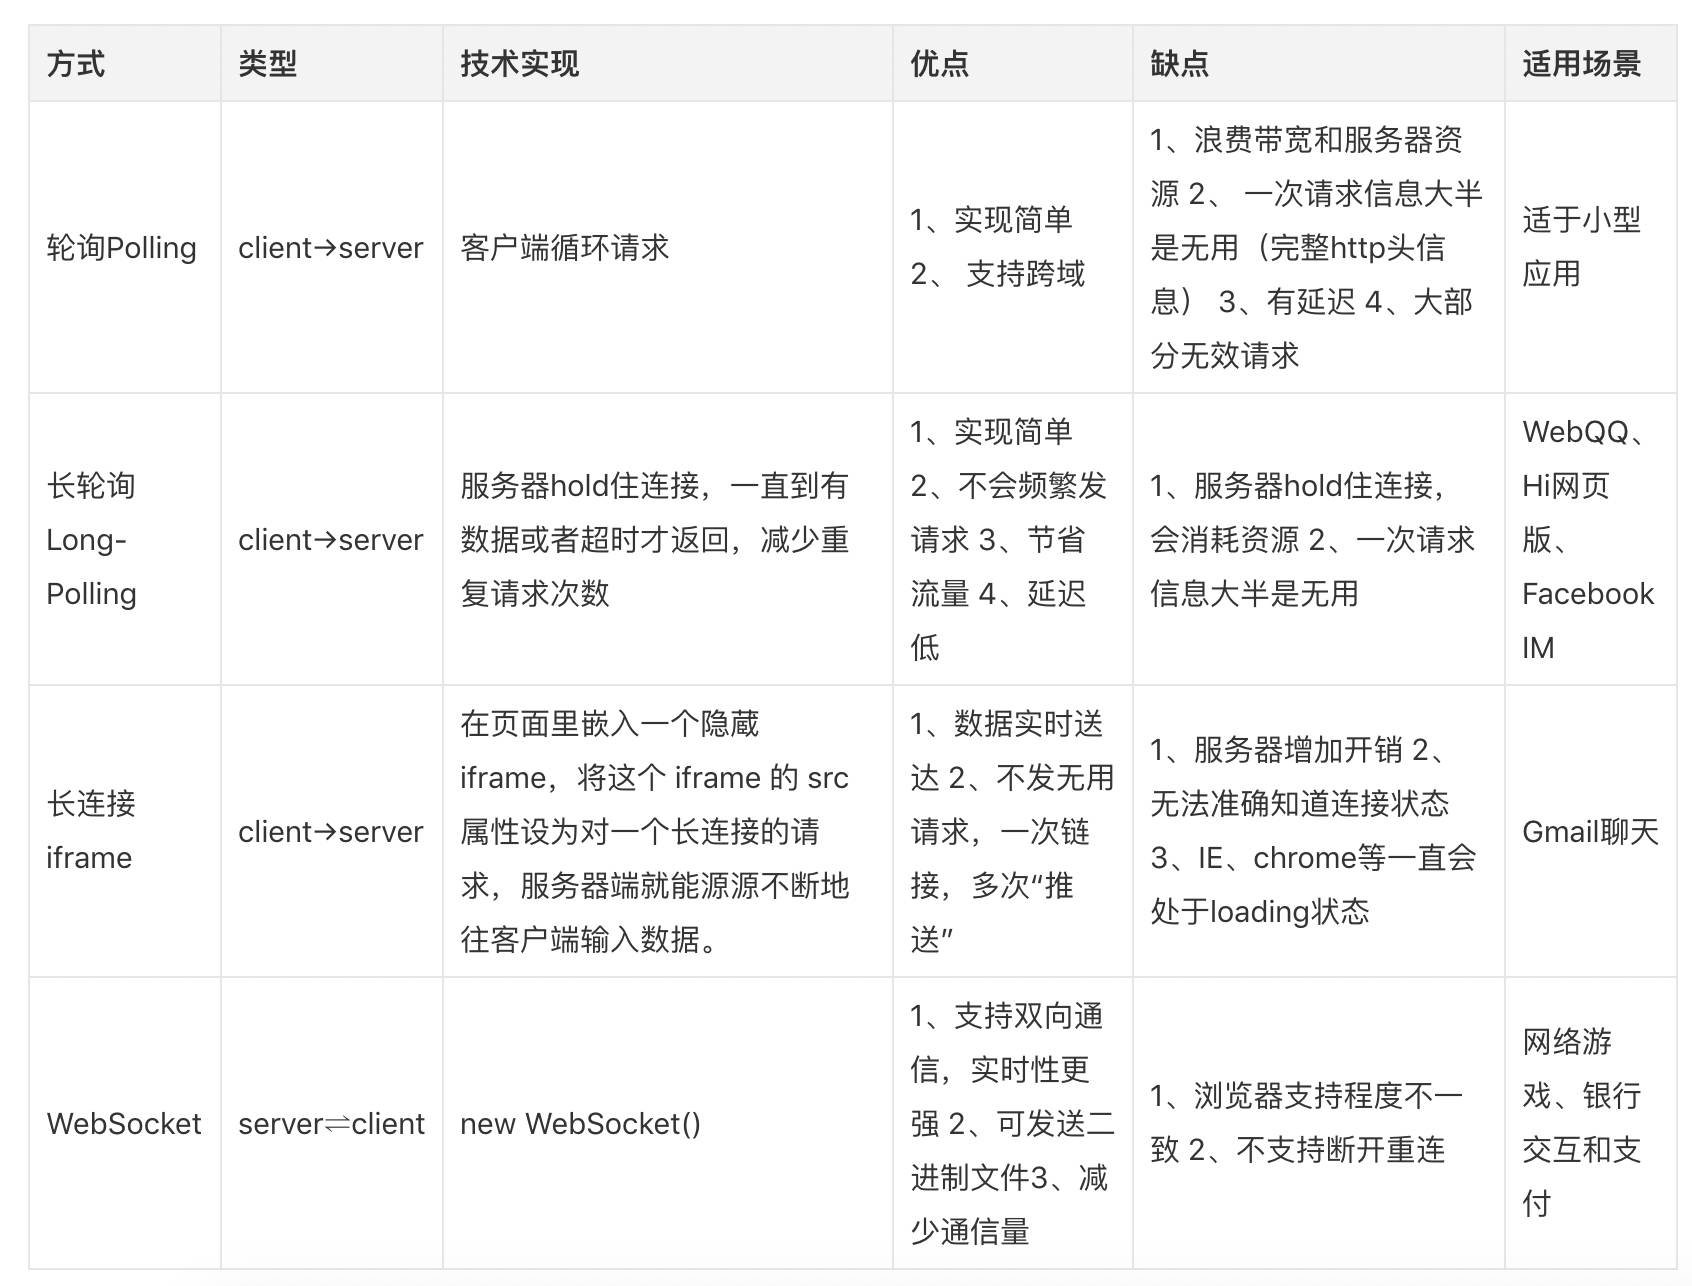 方式
类型
技术实现
优点
缺点
适用场景
轮询Polling
client→server
客户端循环请求
1、实现简单
2、 支持跨域
1、浪费带宽和服务器资
源 2、 一次请求信息大半
是无用（完整http头信
息） 3、有延迟 4、大部
分无效请求
适于小型
应用
长轮询
Long-
Polling
client→server
服务器hold住连接，一直到有
数据或者超时才返回，减少重
复请求次数
1、实现简单
2、不会频繁发
请求 3、节省
流量 4、延迟
低
1、服务器hold住连接，
会消耗资源 2、一次请求
信息大半是无用
WebQQ、
Hi网页
版、
Facebook
IM
长连接
iframe
client→server
在页面里嵌入一个隐蔵
iframe，将这个 iframe 的 src
属性设为对一个长连接的请
求，服务器端就能源源不断地
往客户端输入数据。
1、数据实时送
达 2、不发无用
请求，一次链
接，多次“推
送”
1、服务器增加开销 2、
无法准确知道连接状态
3、IE、chrome等一直会
处于loading状态
Gmail聊天
WebSocket
server⇌client
new WebSocket()
1、支持双向通
信，实时性更
强 2、可发送二
进制文件3、减
少通信量
1、浏览器支持程度不一
致 2、不支持断开重连
网络游
戏、银行
交互和支
付